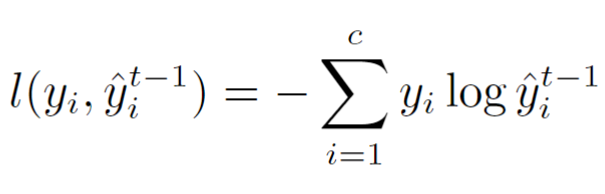 $l(y_i, \hat{y}_i^{t-1}) = -\sum_{i=1}^{c} y_i \log \hat{y}_i^{t-1}$